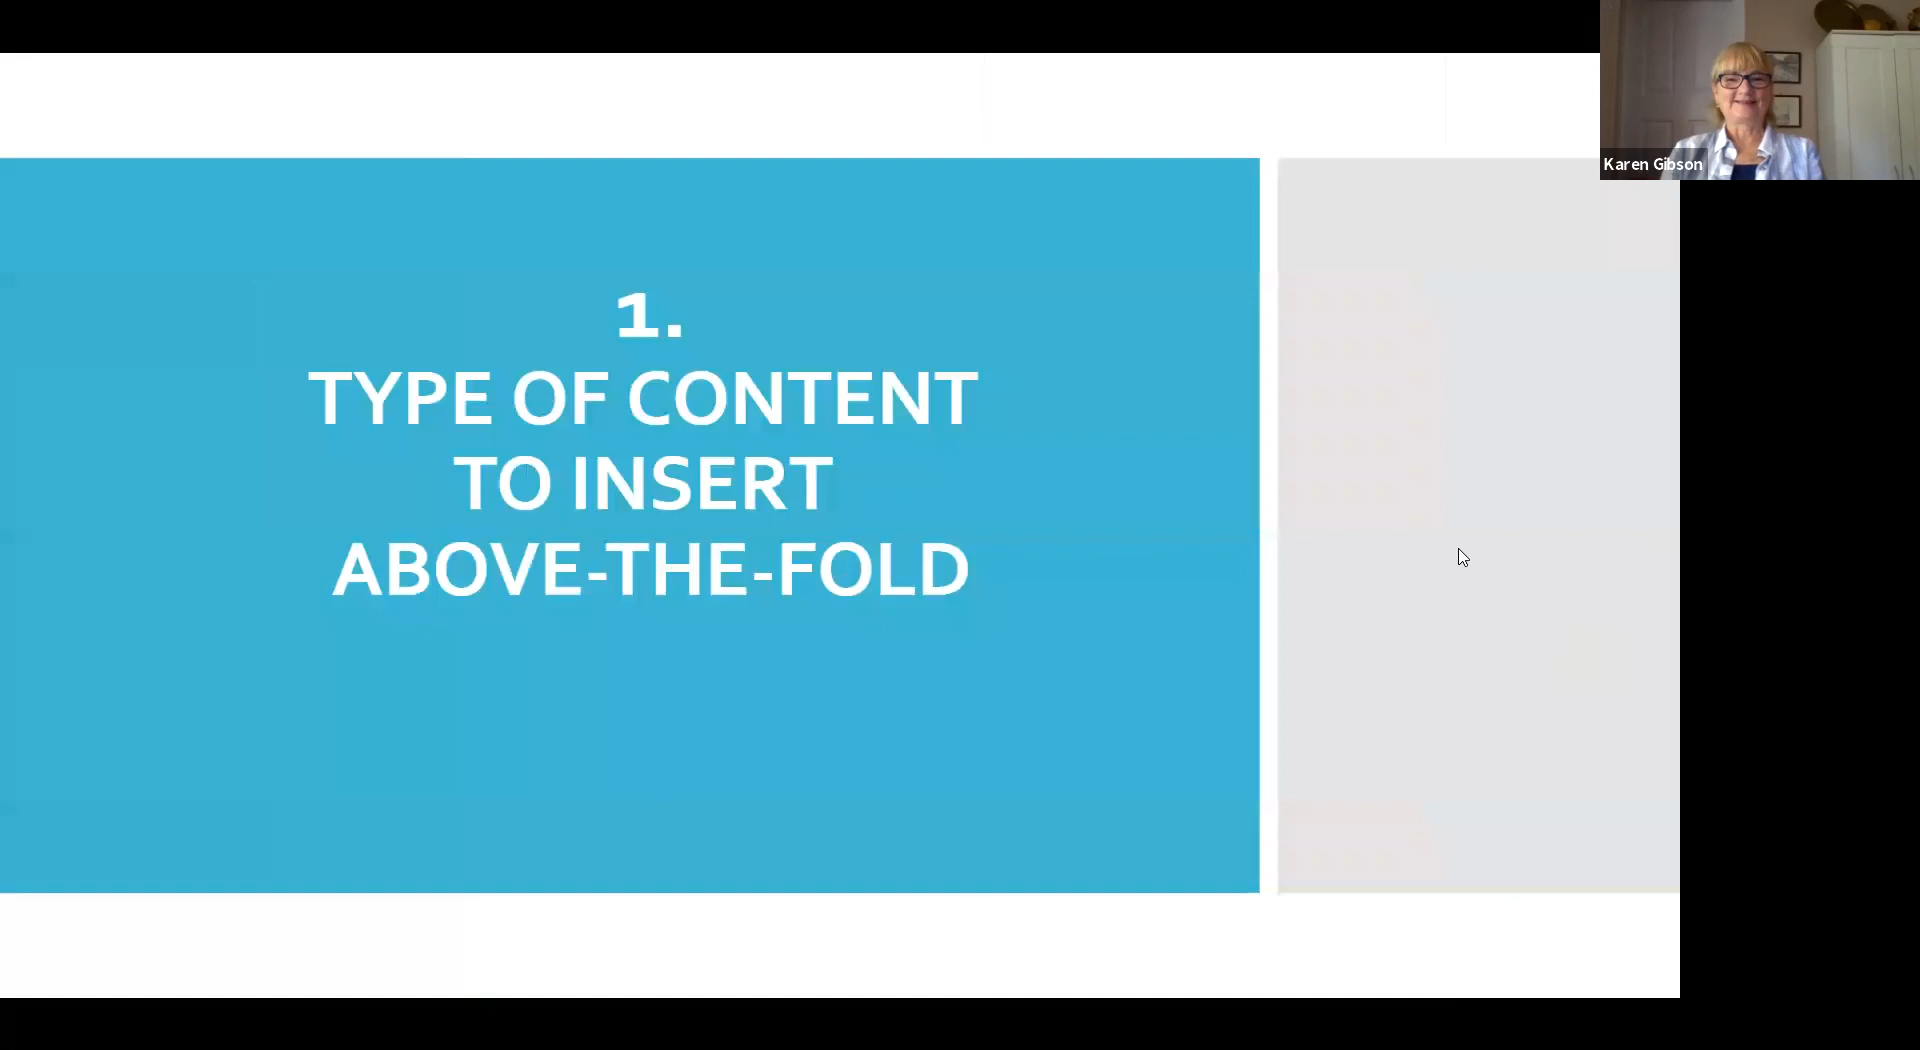 1.
TYPE OF CONTENT
TO INSERT
ABOVE-THE-FOLD
Karen Gibson